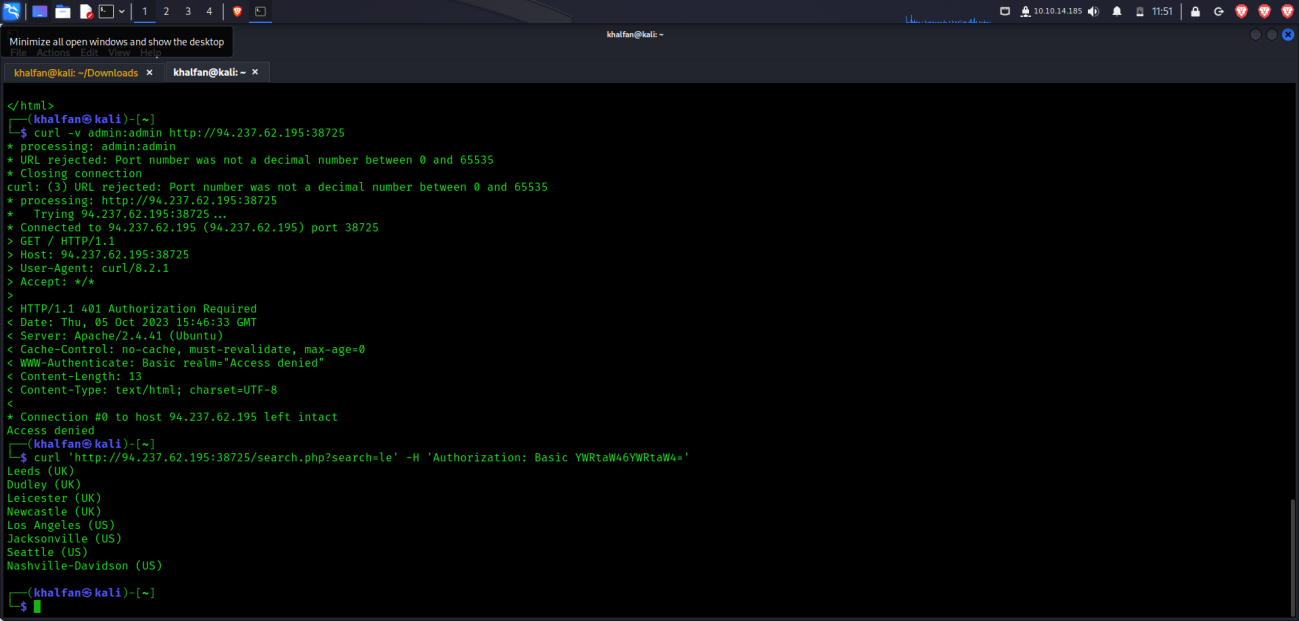 1 2 3 4 10.10.14.185 11:51
Minimize all open windows and show the desktop
khalfan@kali: ~
File Actions Edit View Help
khalfan@kali: ~/Downloads × khalfan@kali: ~ ×
</html>
┌──(khalfan㉿kali)-[~]
└─$ curl -v admin:admin http://94.237.62.195:38725
* processing: admin:admin
* URL rejected: Port number was not a decimal number between 0 and 65535
* Closing connection
curl: (3) URL rejected: Port number was not a decimal number between 0 and 65535
* processing: http://94.237.62.195:38725
*   Trying 94.237.62.195:38725...
* Connected to 94.237.62.195 (94.237.62.195) port 38725
> GET / HTTP/1.1
> Host: 94.237.62.195:38725
> User-Agent: curl/8.2.1
> Accept: */*
>
< HTTP/1.1 401 Authorization Required
< Date: Thu, 05 Oct 2023 15:46:33 GMT
< Server: Apache/2.4.41 (Ubuntu)
< Cache-Control: no-cache, must-revalidate, max-age=0
< WWW-Authenticate: Basic realm="Access denied"
< Content-Length: 13
< Content-Type: text/html; charset=UTF-8
<
* Connection #0 to host 94.237.62.195 left intact
Access denied
┌──(khalfan㉿kali)-[~]
└─$ curl 'http://94.237.62.195:38725/search.php?search=le' -H 'Authorization: Basic YWRtaW46YWRtaW4='
Leeds (UK)
Dudley (UK)
Leicester (UK)
Newcastle (UK)
Los Angeles (US)
Jacksonville (US)
Seattle (US)
Nashville-Davidson (US)
┌──(khalfan㉿kali)-[~]
└─$